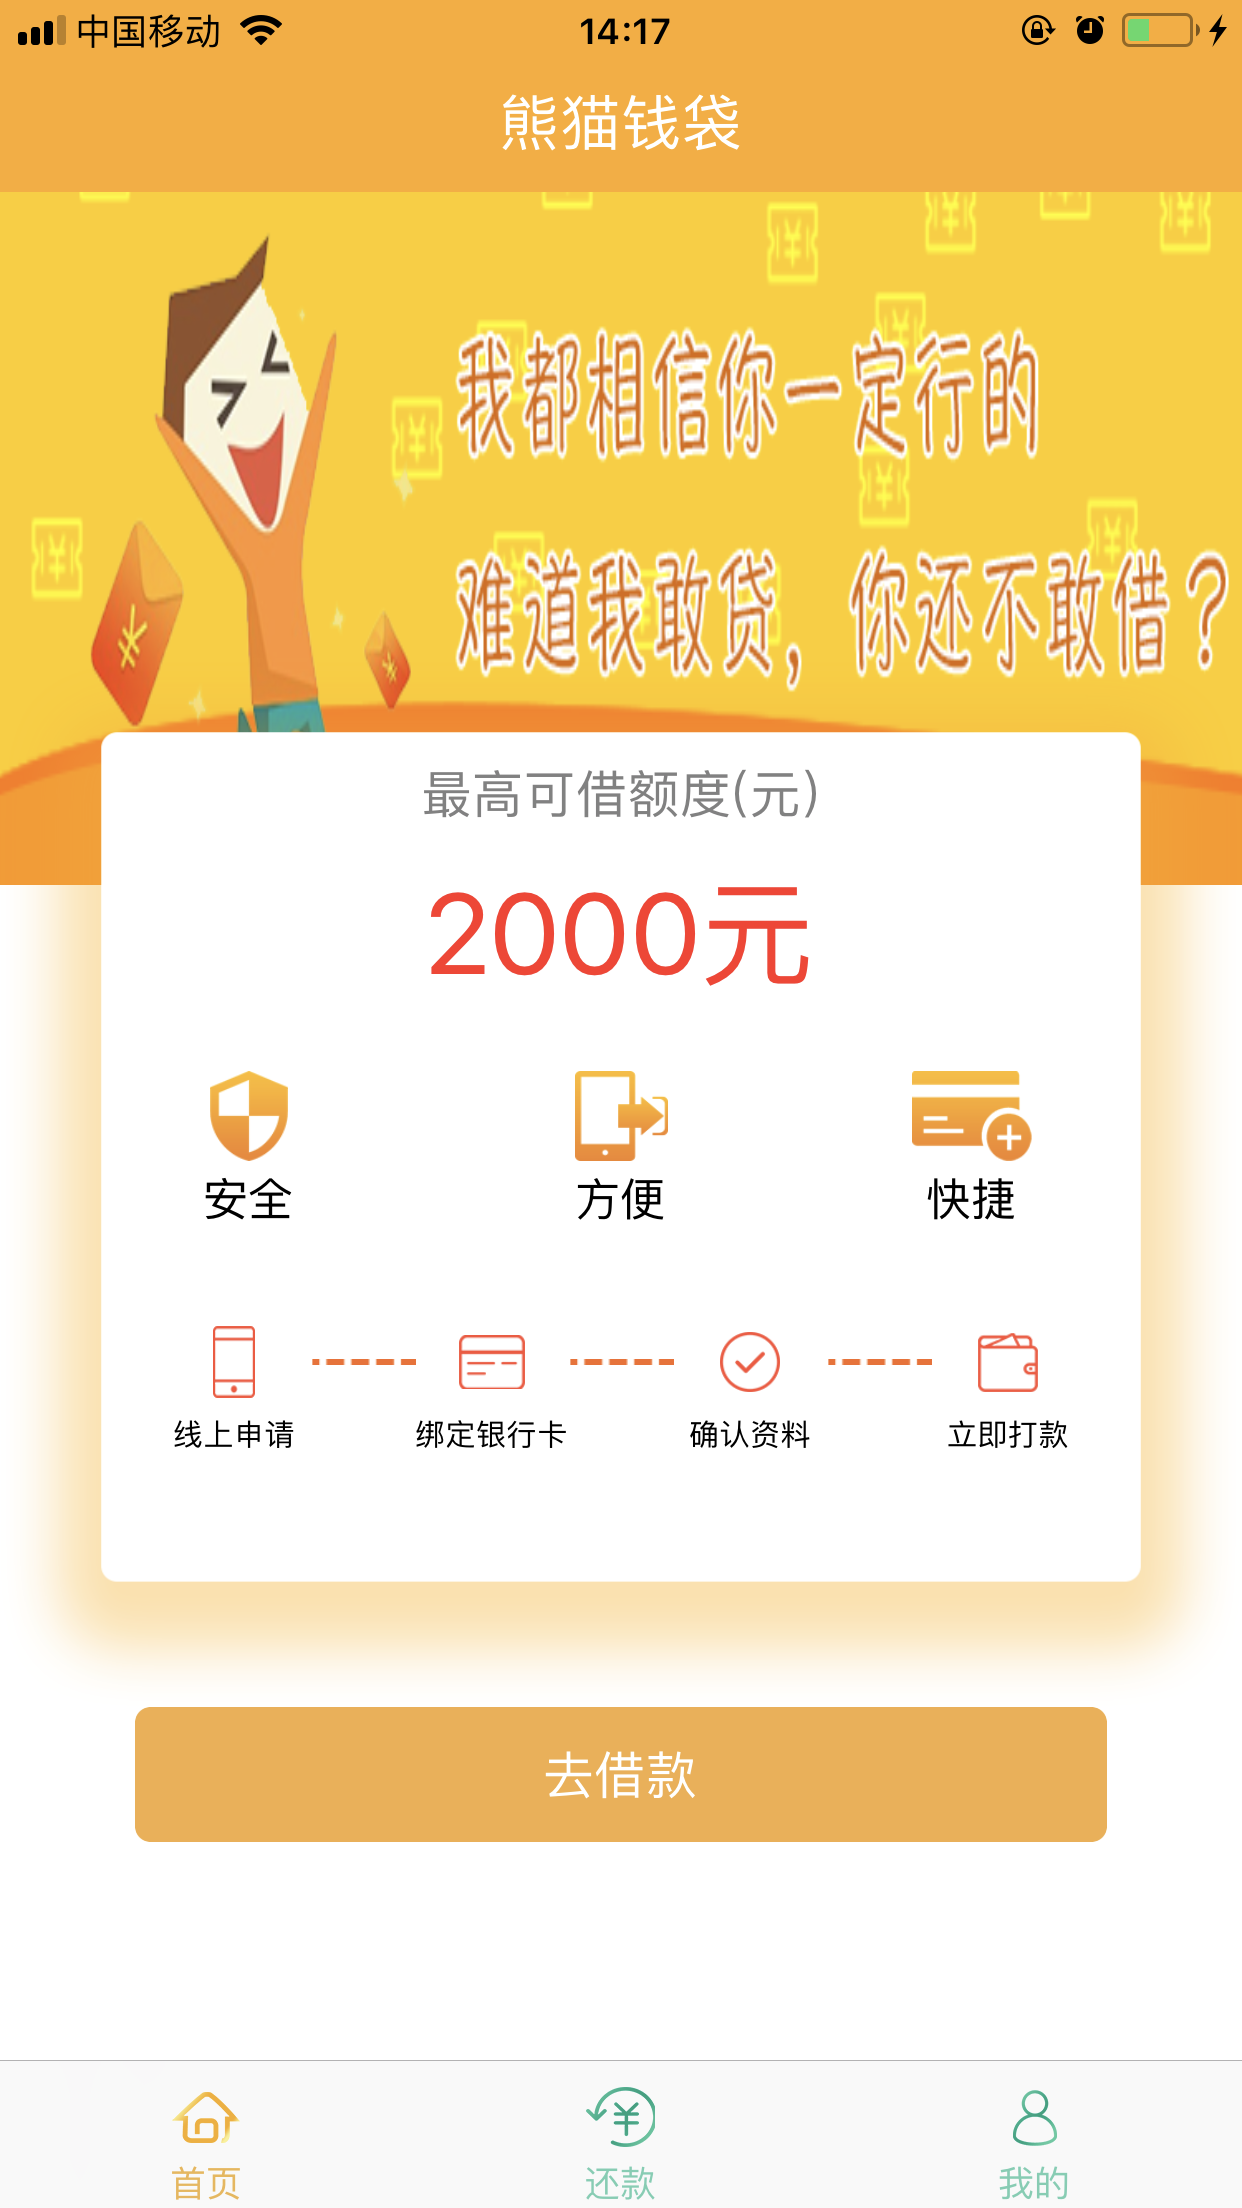 中国移动
14:17
熊猫钱袋
我都相信你一定行的
难道我敢贷，你还不敢借？
最高可借额度(元)
2000元
安全 方便 快捷
线上申请 绑定银行卡 确认资料 立即打款
去借款
首页 还款 我的